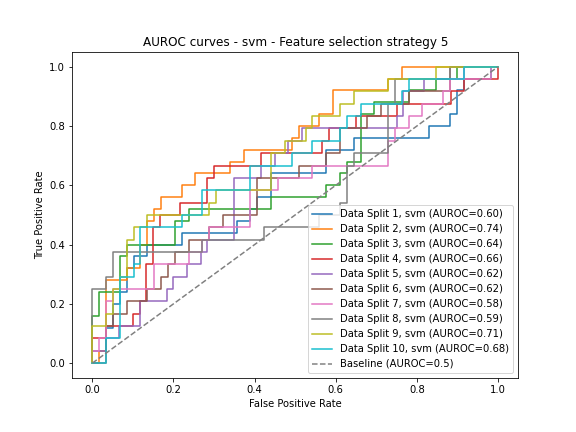 AUROC curves - svm - Feature selection strategy 5
True Positive Rate
1.0
0.8
0.6
0.4
0.2
0.0
Data Split 1, svm (AUROC=0.60)
Data Split 2, svm (AUROC=0.74)
Data Split 3, svm (AUROC=0.64)
Data Split 4, svm (AUROC=0.66)
Data Split 5, svm (AUROC=0.62)
Data Split 6, svm (AUROC=0.62)
Data Split 7, svm (AUROC=0.58)
Data Split 8, svm (AUROC=0.59)
Data Split 9, svm (AUROC=0.71)
Data Split 10, svm (AUROC=0.68)
Baseline (AUROC=0.5)
0.0 0.2 0.4 0.6 0.8 1.0
False Positive Rate